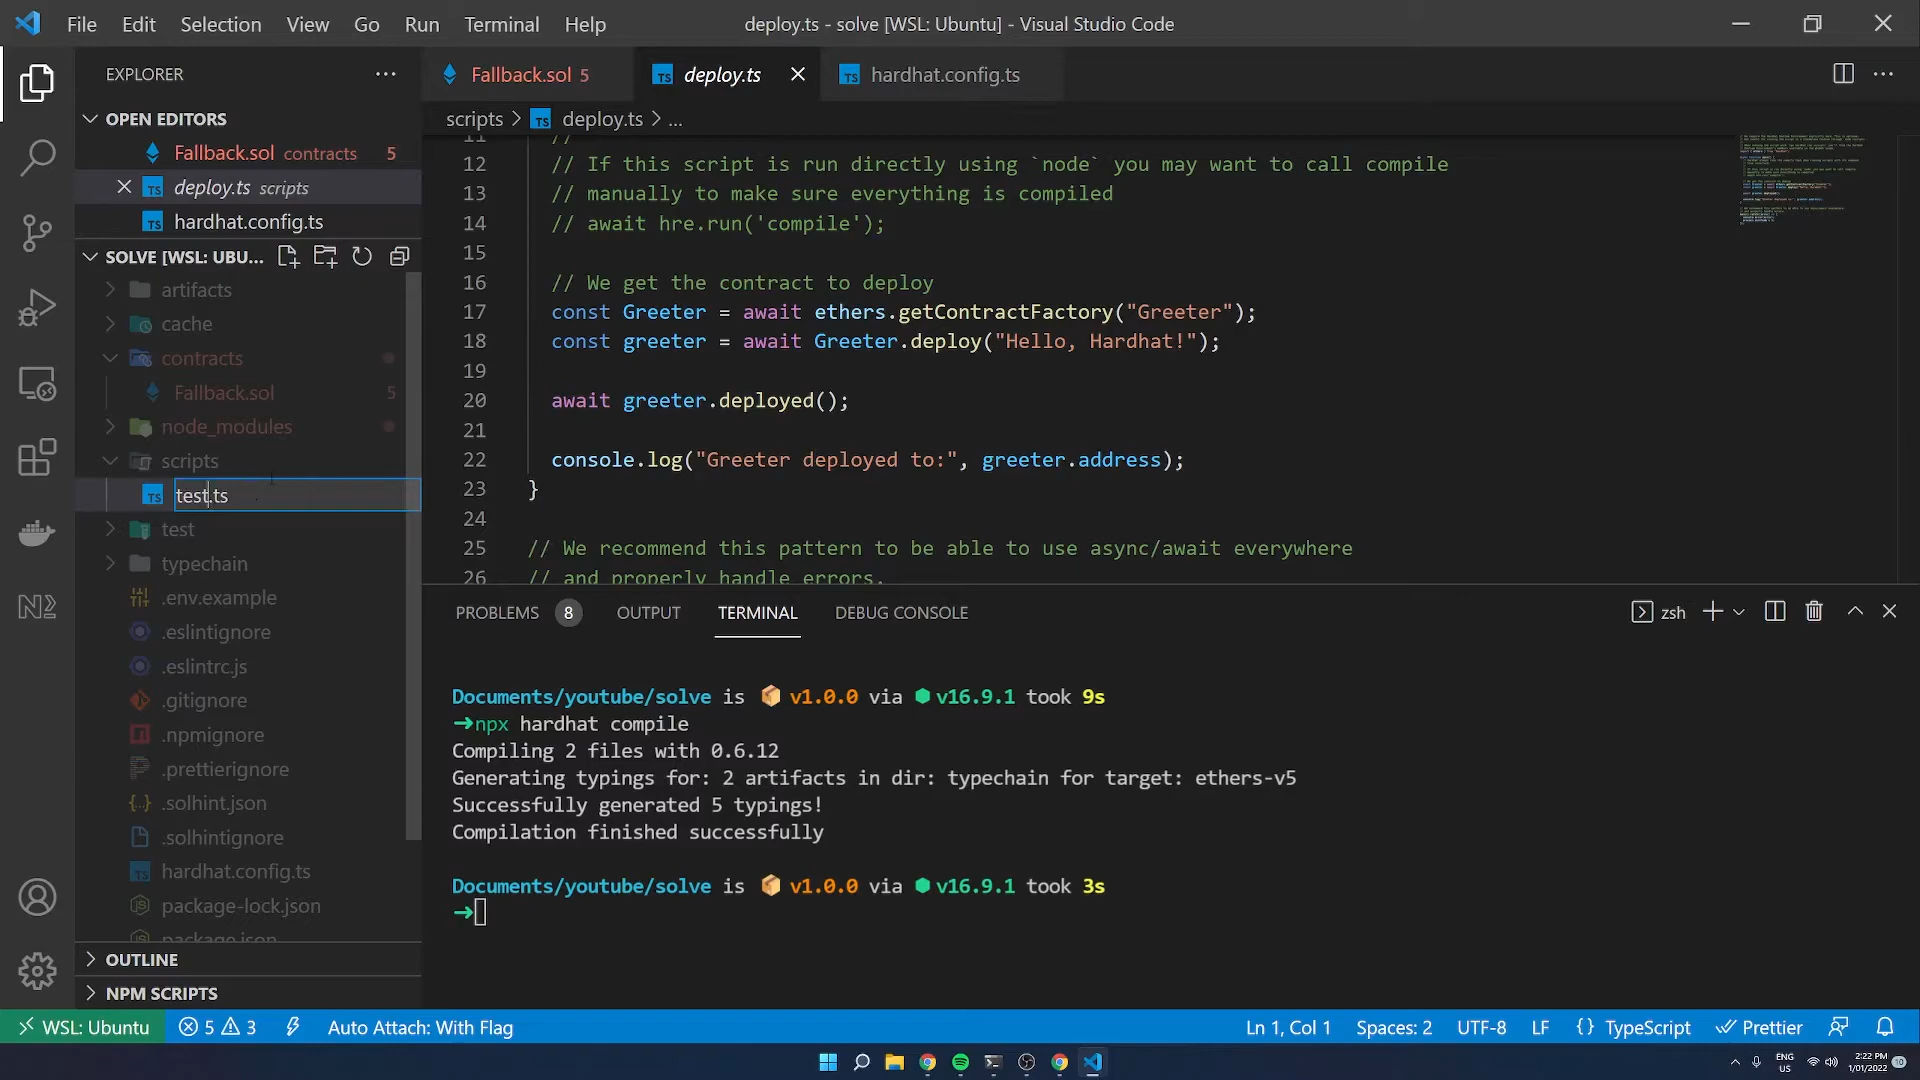 File Edit Selection View Go Run Terminal Help
deploy.ts - solve [WSL: Ubuntu] - Visual Studio Code
EXPLORER
OPEN EDITORS
Fallback.sol contracts 5
deploy.ts scripts
hardhat.config.ts
SOLVE [WSL: UBU...
artifacts
cache
contracts
Fallback.sol 5
node_modules
scripts
test.ts
test
typechain
.env.example
.eslintignore
.eslintrc.js
.gitignore
.npmignore
.prettierignore
.solhint.json
.solhintignore
hardhat.config.ts
package-lock.json
package.json
OUTLINE
NPM SCRIPTS
Fallback.sol 5
TS deploy.ts
TS hardhat.config.ts
scripts > TS deploy.ts > ...
11 //
12 // If this script is run directly using `node` you may want to call compile
13 // manually to make sure everything is compiled
14 // await hre.run('compile');
15
16 // We get the contract to deploy
17 const Greeter = await ethers.getContractFactory("Greeter");
18 const greeter = await Greeter.deploy("Hello, Hardhat!");
19
20 await greeter.deployed();
21
22 console.log("Greeter deployed to:", greeter.address);
23 }
24
25 // We recommend this pattern to be able to use async/await everywhere
26 // and properly handle errors.
PROBLEMS 8 OUTPUT TERMINAL DEBUG CONSOLE
zsh
Documents/youtube/solve is 📦 v1.0.0 via ⬢ v16.9.1 took 9s
➜npx hardhat compile
Compiling 2 files with 0.6.12
Generating typings for: 2 artifacts in dir: typechain for target: ethers-v5
Successfully generated 5 typings!
Compilation finished successfully
Documents/youtube/solve is 📦 v1.0.0 via ⬢ v16.9.1 took 3s
➜
WSL: Ubuntu 5 3 Auto Attach: With Flag
Ln 1, Col 1 Spaces: 2 UTF-8 LF {} TypeScript Prettier
ENG
US
2:22 PM
1/01/2022
10